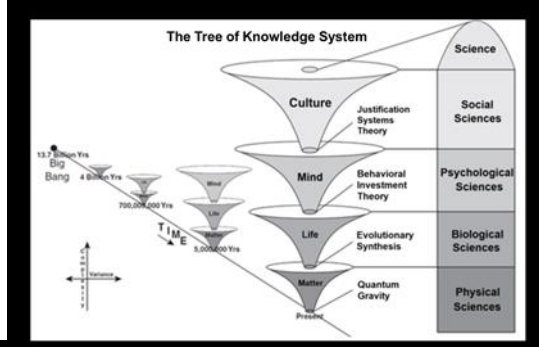 The Tree of Knowledge System
Science
Culture
Justification
Systems
Theory
Social
Sciences
13.7 Billion Yrs
Big
Bang
4 Billion Yrs
700,000,000 Yrs
Mind
Life
Matter
5,000,000 Yrs
TIME
Mind
Behavioral
Investment
Theory
Psychological
Sciences
Life
Evolutionary
Synthesis
Biological
Sciences
Matter
Quantum
Gravity
Physical
Sciences
Present
Complexity
Variance